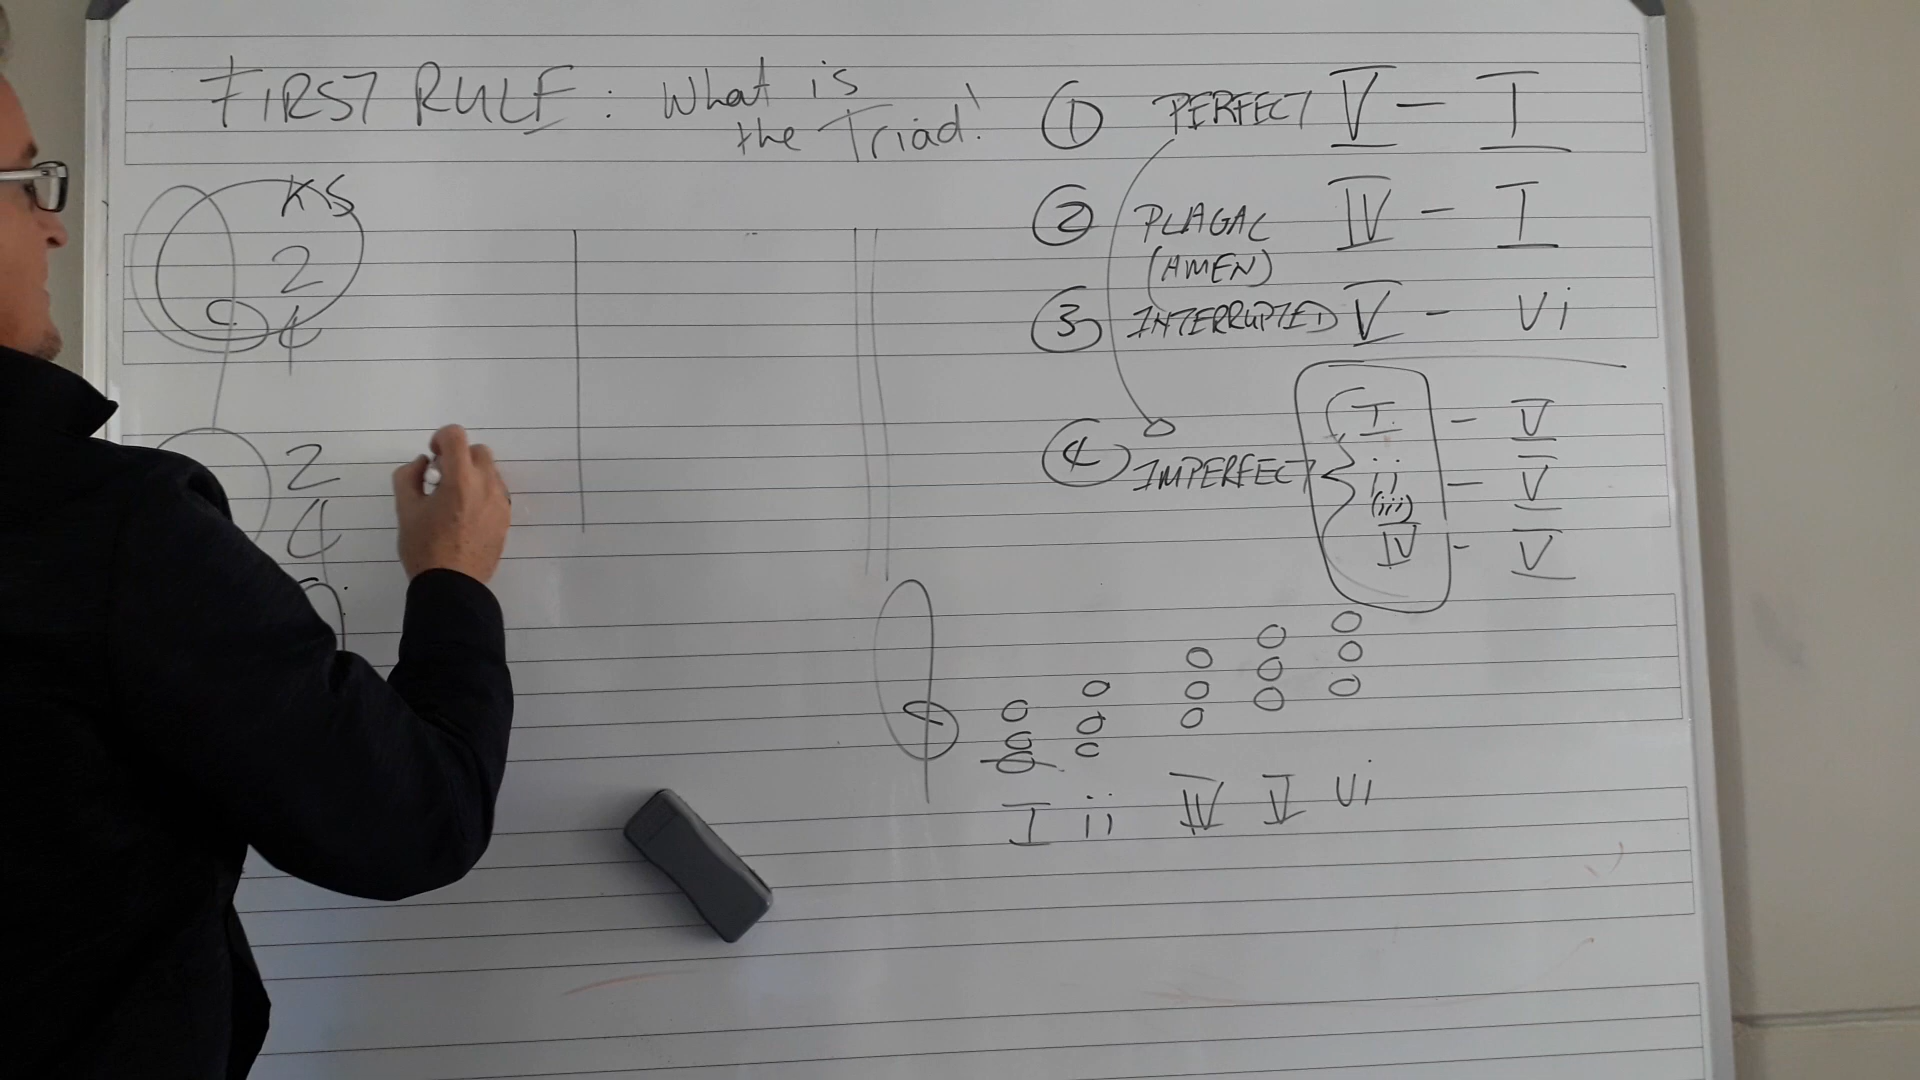 FIRST RULE: What is
the Triad!
KS
2
4
2
4
1 PERFECT V - I
2 PLAGAL IV - I
(AMEN)
3 INTERRUPTED V - vi
4 IMPERFECT
I - V
ii - V
(iii)
IV - V
I ii IV V vi